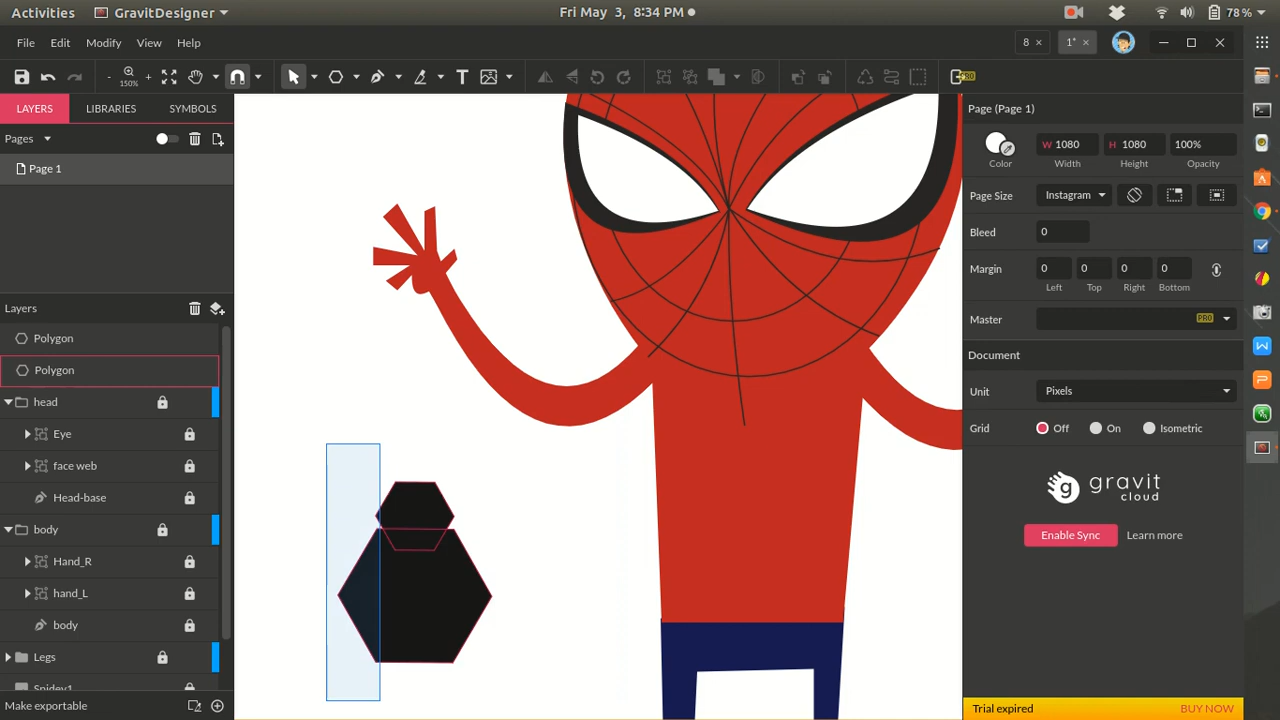 Activities GravitDesigner Fri May 3, 8:34 PM 78 %
File Edit Modify View Help 8 × 1* ×
- 150% + T PRO
LAYERS LIBRARIES SYMBOLS
Pages
Page 1
Layers
Polygon
Polygon
head
Eye
face web
Head-base
body
Hand_R
hand_L
body
Legs
Spidey1
Make exportable
Page (Page 1)
W 1080 H 1080 100%
Color Width Height Opacity
Page Size Instagram
Bleed 0
Margin 0 0 0 0
Left Top Right Bottom
Master PRO
Document
Unit Pixels
Grid Off On Isometric
gravit
cloud
Enable Sync Learn more
Trial expired BUY NOW